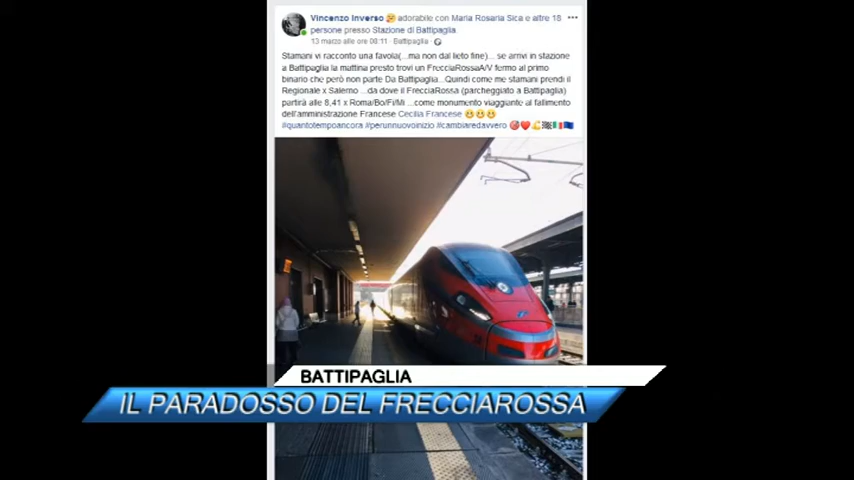 Vincenzo Inverso adorabile con Maria Rosaria Sica e altre 18
persone presso Stazione di Battipaglia.
13 marzo alle ore 08:11 · Battipaglia ·
Stamani vi racconto una favola(...ma non dal lieto fine)... se arrivi in stazione
a Battipaglia la mattina presto trovi un FrecciaRossaA/V fermo al primo
binario che però non parte Da Battipaglia...Quindi come me stamani prendi il
Regionale x Salerno ...da dove il FrecciaRossa (parcheggiato a Battipaglia)
partirà alle 8,41 x Roma/Bo/Fi/Mi ...come monumento viaggiante al fallimento
dell'amministrazione Francese Cecilia Francese 😁😁😁
#quantotempoancora #perunnuovoinizio #cambiaredavvero 🎯❤️💪🏁🇮🇹🇪🇺
BATTIPAGLIA
IL PARADOSSO DEL FRECCIAROSSA